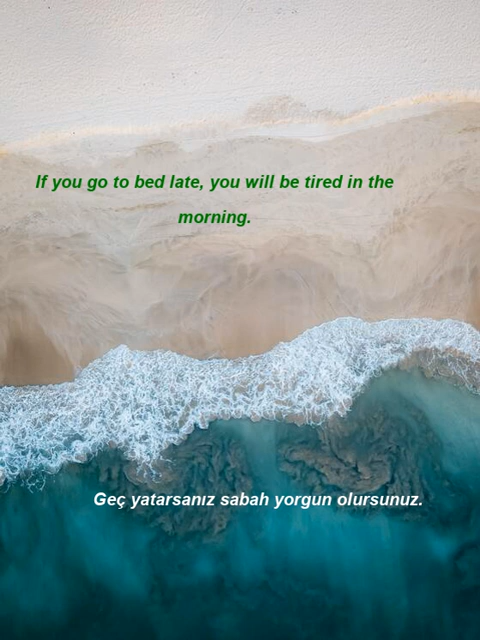 If you go to bed late, you will be tired in the
morning.
Geç yatarsanız sabah yorgun olursunuz.